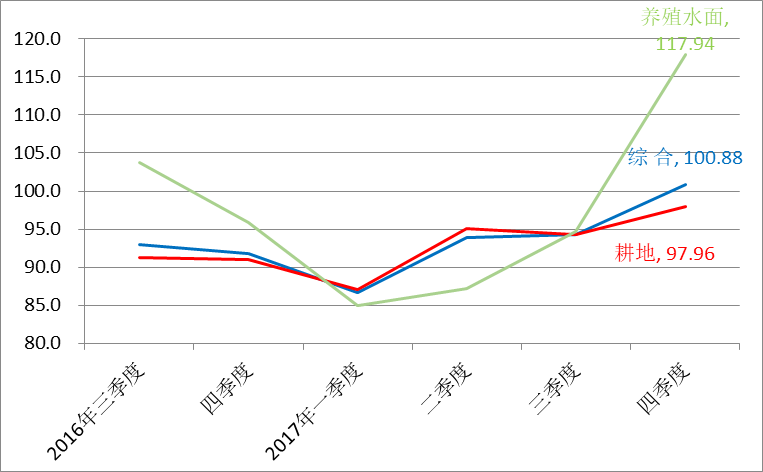 养殖水面,
117.94
120.0
115.0
110.0
105.0
100.0
95.0
90.0
85.0
80.0
综 合, 100.88
耕地, 97.96
2016年三季度
四季度
2017年一季度
二季度
三季度
四季度